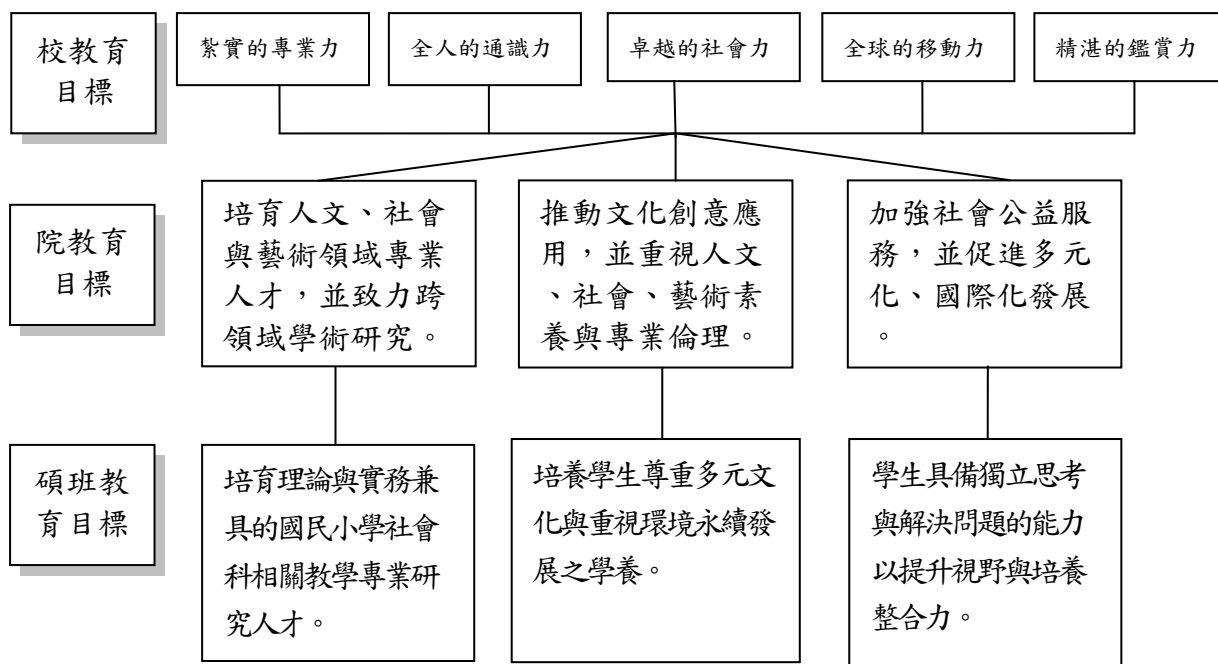 校教育
目標
紮實的專業力
全人的通識力
卓越的社會力
全球的移動力
精湛的鑑賞力
院教育
目標
培育人文、社會
與藝術領域專業
人才，並致力跨
領域學術研究。
推動文化創意應
用，並重視人文
、社會、藝術素
養與專業倫理。
加強社會公益服
務，並促進多元
化、國際化發展
。
碩班教
育目標
培育理論與實務兼
具的國民小學社會
科相關教學專業研
究人才。
培養學生尊重多元文
化與重視環境永續發
展之學養。
學生具備獨立思考
與解決問題的能力
以提升視野與培養
整合力。